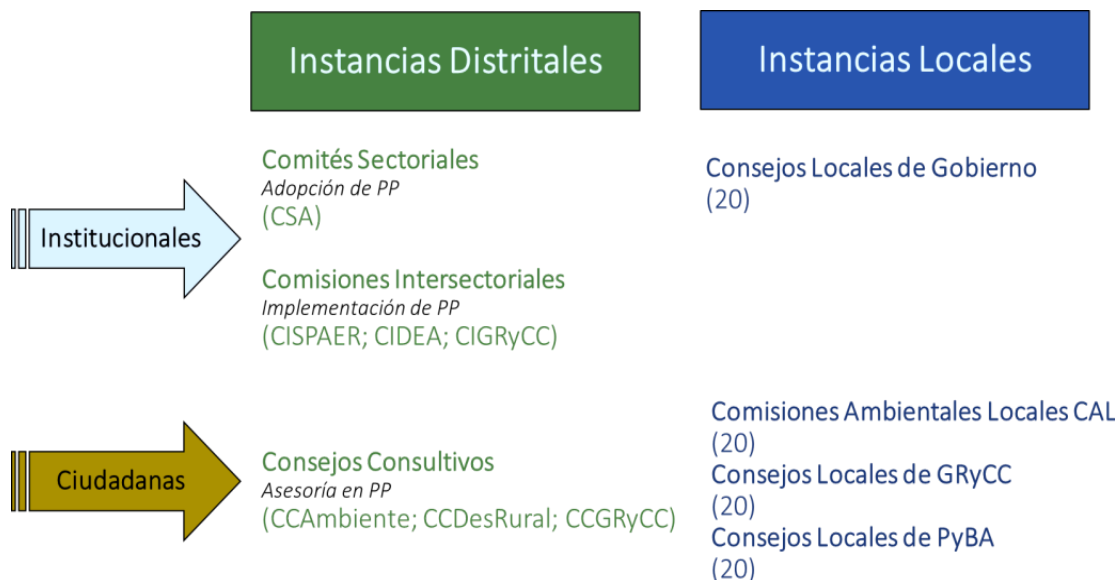 Instancias Distritales
Instancias Locales
Institucionales
Comités Sectoriales
Adopción de PP
(CSA)
Comisiones Intersectoriales
Implementación de PP
(CISPAER; CIDEA; CIGRyCC)
Consejos Locales de Gobierno
(20)
Ciudadanas
Consejos Consultivos
Asesoría en PP
(CCAmbiente; CCDesRural; CCGRyCC)
Comisiones Ambientales Locales CAL
(20)
Consejos Locales de GRyCC
(20)
Consejos Locales de PyBA
(20)